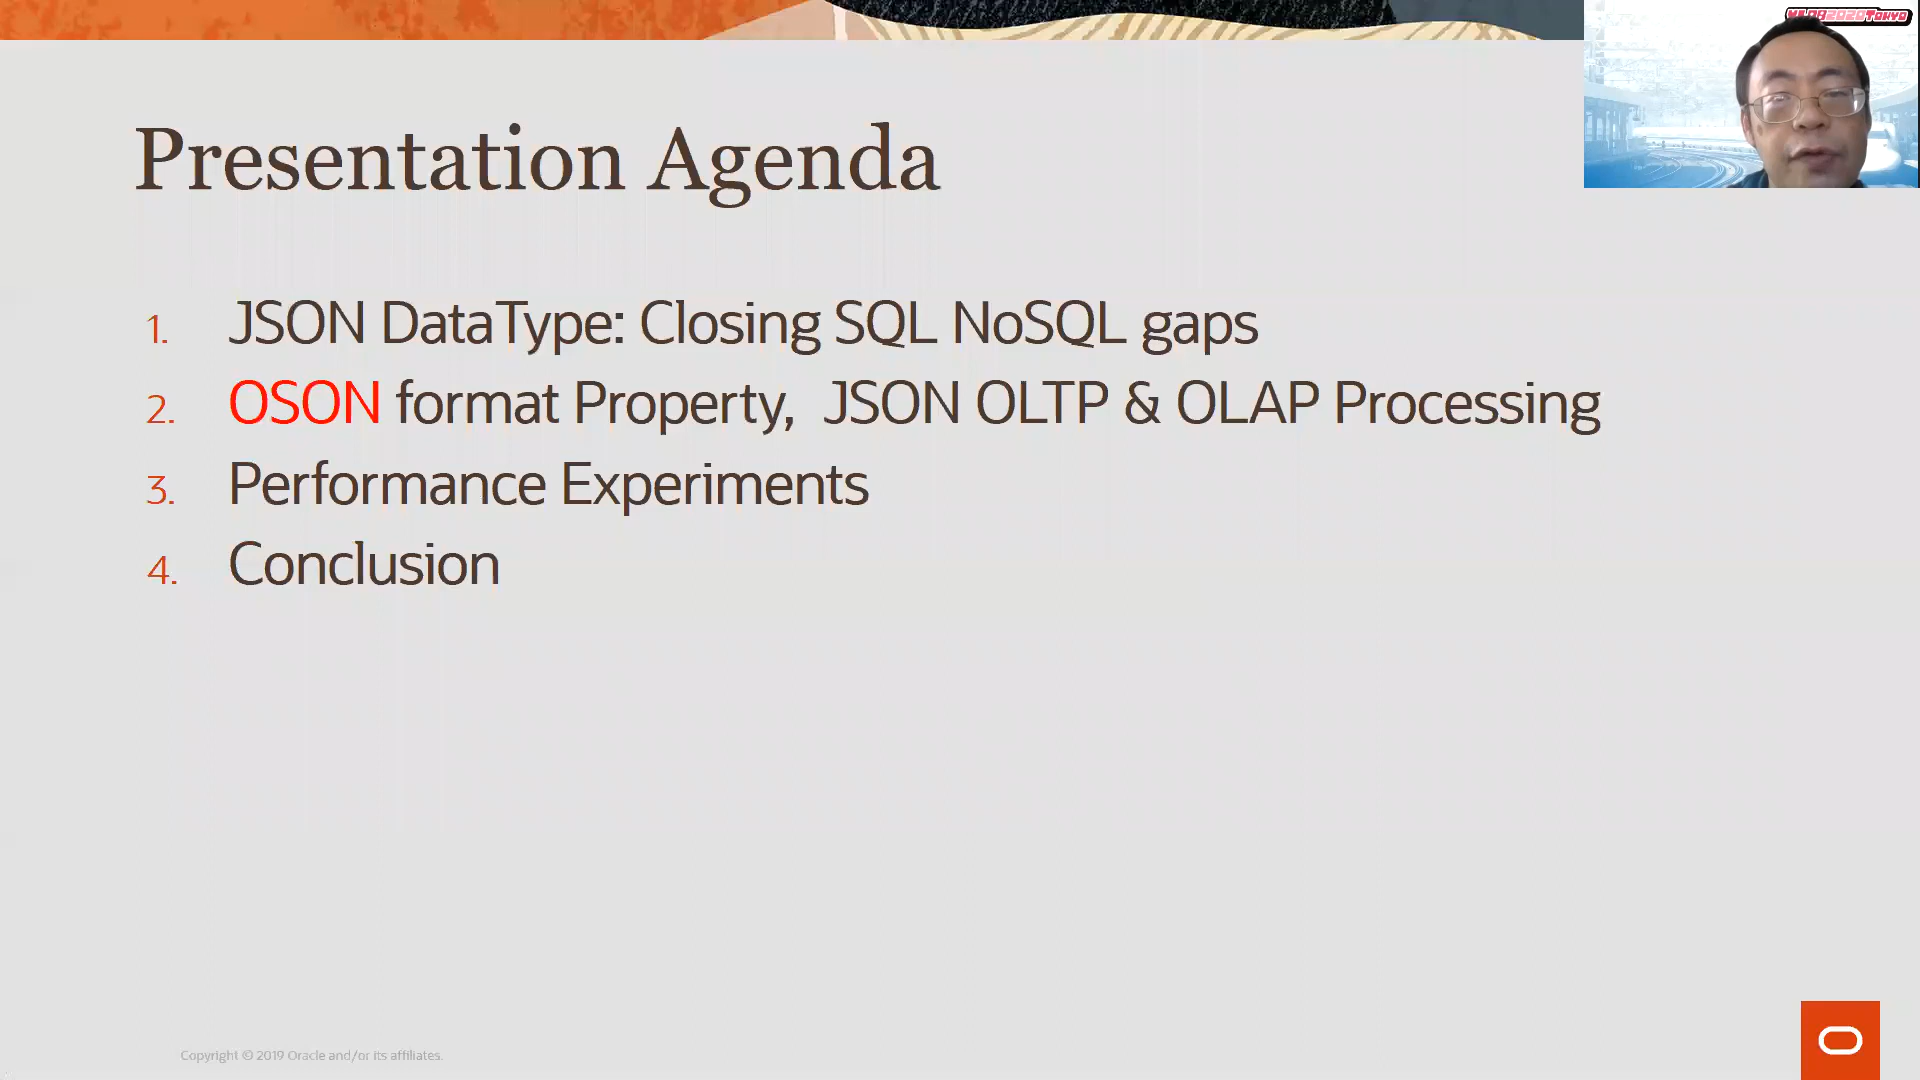 VLDB2020Tokyo
Presentation Agenda
1. JSON DataType: Closing SQL NoSQL gaps
2. OSON format Property, JSON OLTP & OLAP Processing
3. Performance Experiments
4. Conclusion
Copyright © 2019 Oracle and/or its affiliates.